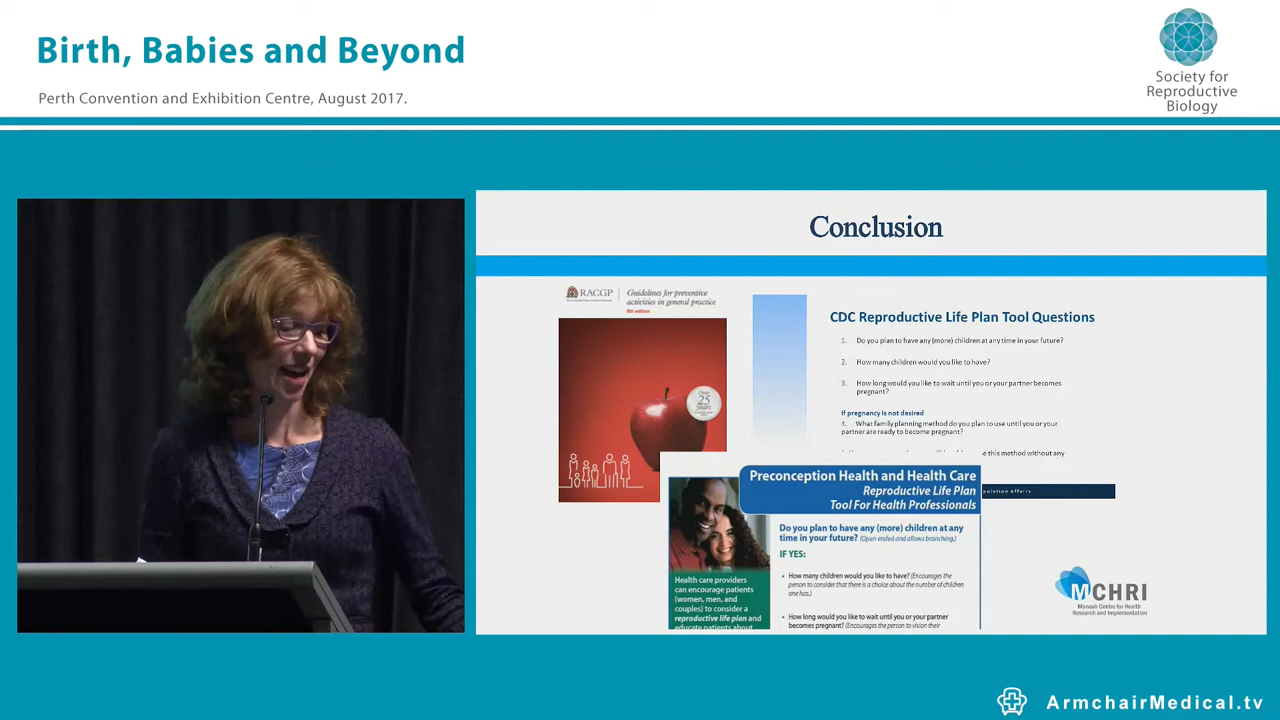 Birth, Babies and Beyond
Perth Convention and Exhibition Centre, August 2017.
Society for
Reproductive
Biology
Conclusion
RACGP
Guidelines for preventive
activities in general practice
CDC Reproductive Life Plan Tool Questions
1. Do you plan to have any (more) children at any time in your future?
2. How many children would you like to have?
3. How long would you like to wait until you or your partner becomes
pregnant?
If pregnancy is not desired
4. What family planning method do you plan to use until you or your
partner are ready to become pregnant?
this method without any
Over
25
years
Preconception Health and Health Care
Reproductive Life Plan
Tool For Health Professionals
Do you plan to have any (more) children at any
time in your future? (Open ended and allows branching.)
IF YES:
• How many children would you like to have? (Encourages the
person to consider that there is a choice about the number of children
one has.)
• How long would you like to wait until you or your partner
becomes pregnant? (Encourages the person to vision their
Health care providers
can encourage patients
(women, men, and
couples) to consider a
reproductive life plan and
educate patients about
MCHRI
Monash Centre for Health
Research and Implementation
ArmchairMedical.tv